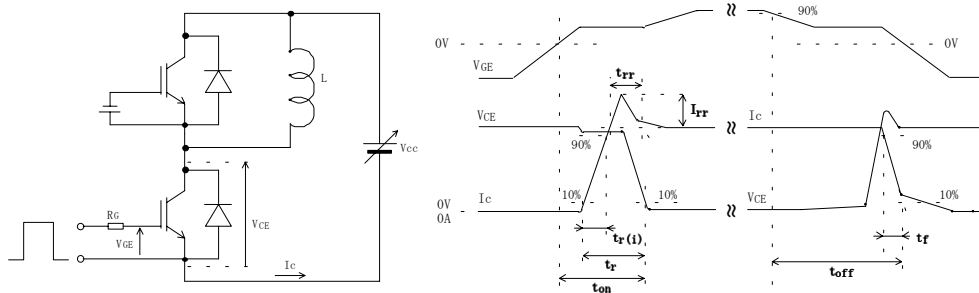 L
Vcc
RG
VGE
VCE
Ic
0V
90%
0V
VGE
trr
Irr
VCE
Ic
90%
90%
Ic
10%
10%
VCE
10%
0V
0A
tr(i)
tf
tr
toff
ton